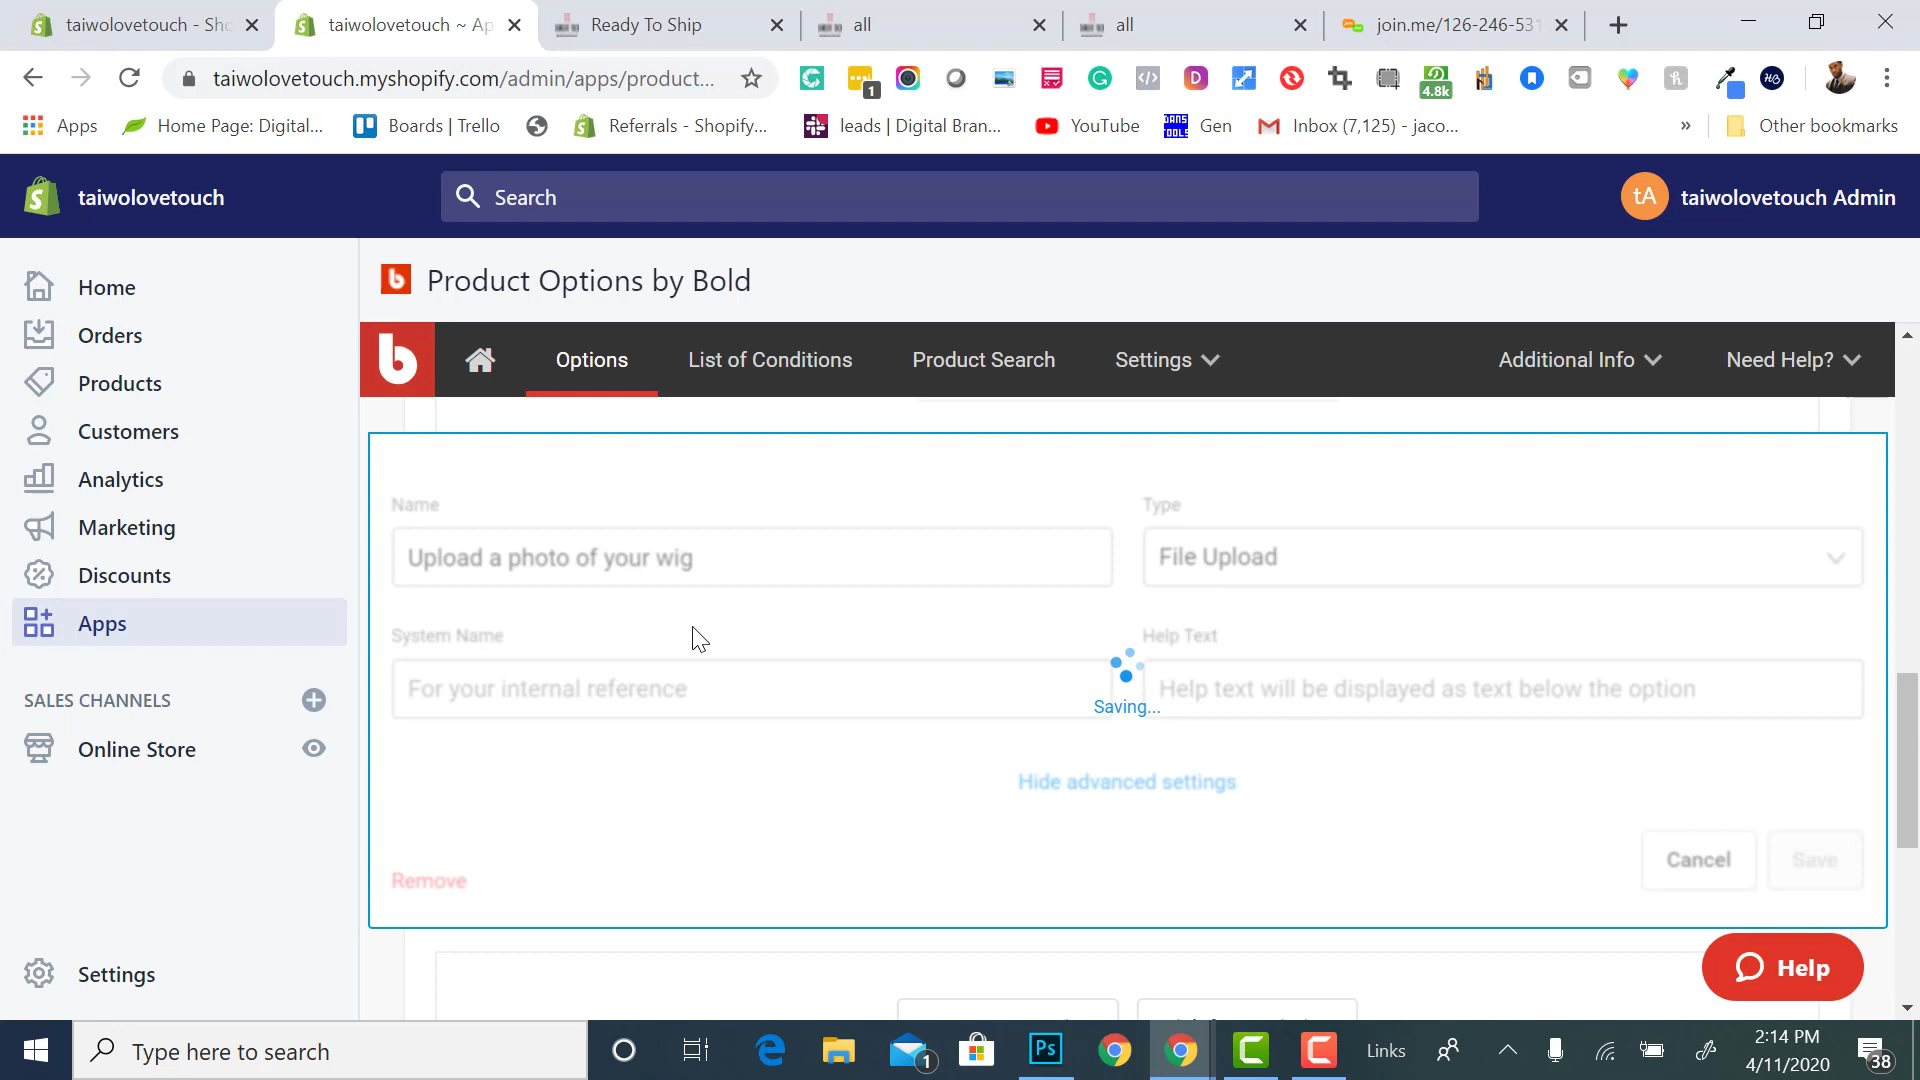 taiwolovetouch - Sho
taiwolovetouch ~ Ap
Ready To Ship
all
all
join.me/126-246-531
taiwolovetouch.myshopify.com/admin/apps/product...
1
4.8k
Apps
Home Page: Digital...
Boards | Trello
Referrals - Shopify...
leads | Digital Bran...
YouTube
Gen
Inbox (7,125) - jaco...
»
Other bookmarks
taiwolovetouch
Search
tA
taiwolovetouch Admin
Home
Orders
Products
Customers
Analytics
Marketing
Discounts
Apps
SALES CHANNELS
Online Store
Settings
Product Options by Bold
Options
List of Conditions
Product Search
Settings
Additional Info
Need Help?
Name
Type
Upload a photo of your wig
File Upload
System Name
Help Text
For your internal reference
Help text will be displayed as text below the option
Saving...
Hide advanced settings
Cancel
Save
Remove
Help
Type here to search
1
Ps
Links
2:14 PM
4/11/2020
38